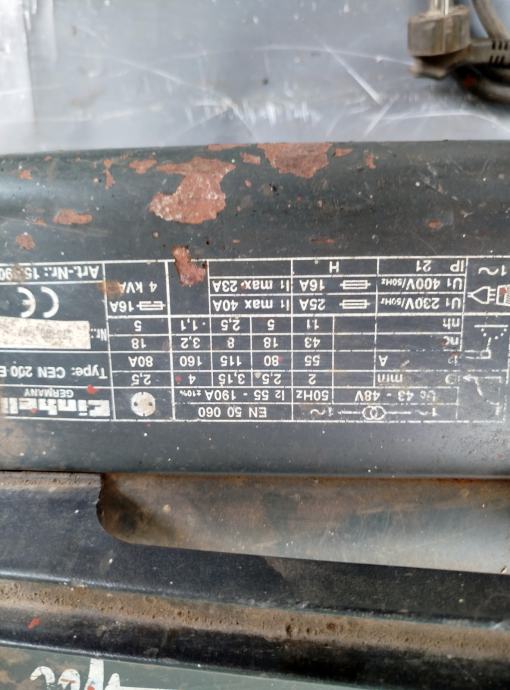 1~ 1~ EN 50 060 Einhell
U₀ 43 - 48V 50Hz I2 55 - 190A ±10% GERMANY
Ø mm 2 2,5 3,15 4 2,5
A 55 80 115 160 80A Type: CEN 200
nc 43 18 8 3,2 18
nh 11 5 2,5 1,1 5 Nr.:
U₁ 230V/50Hz 25A I₁ max 40A 16A CE
U₁ 400V/50Hz 16A I₁ max 23A 4 kVA
1~ IP 21 H Art.-Nr.: